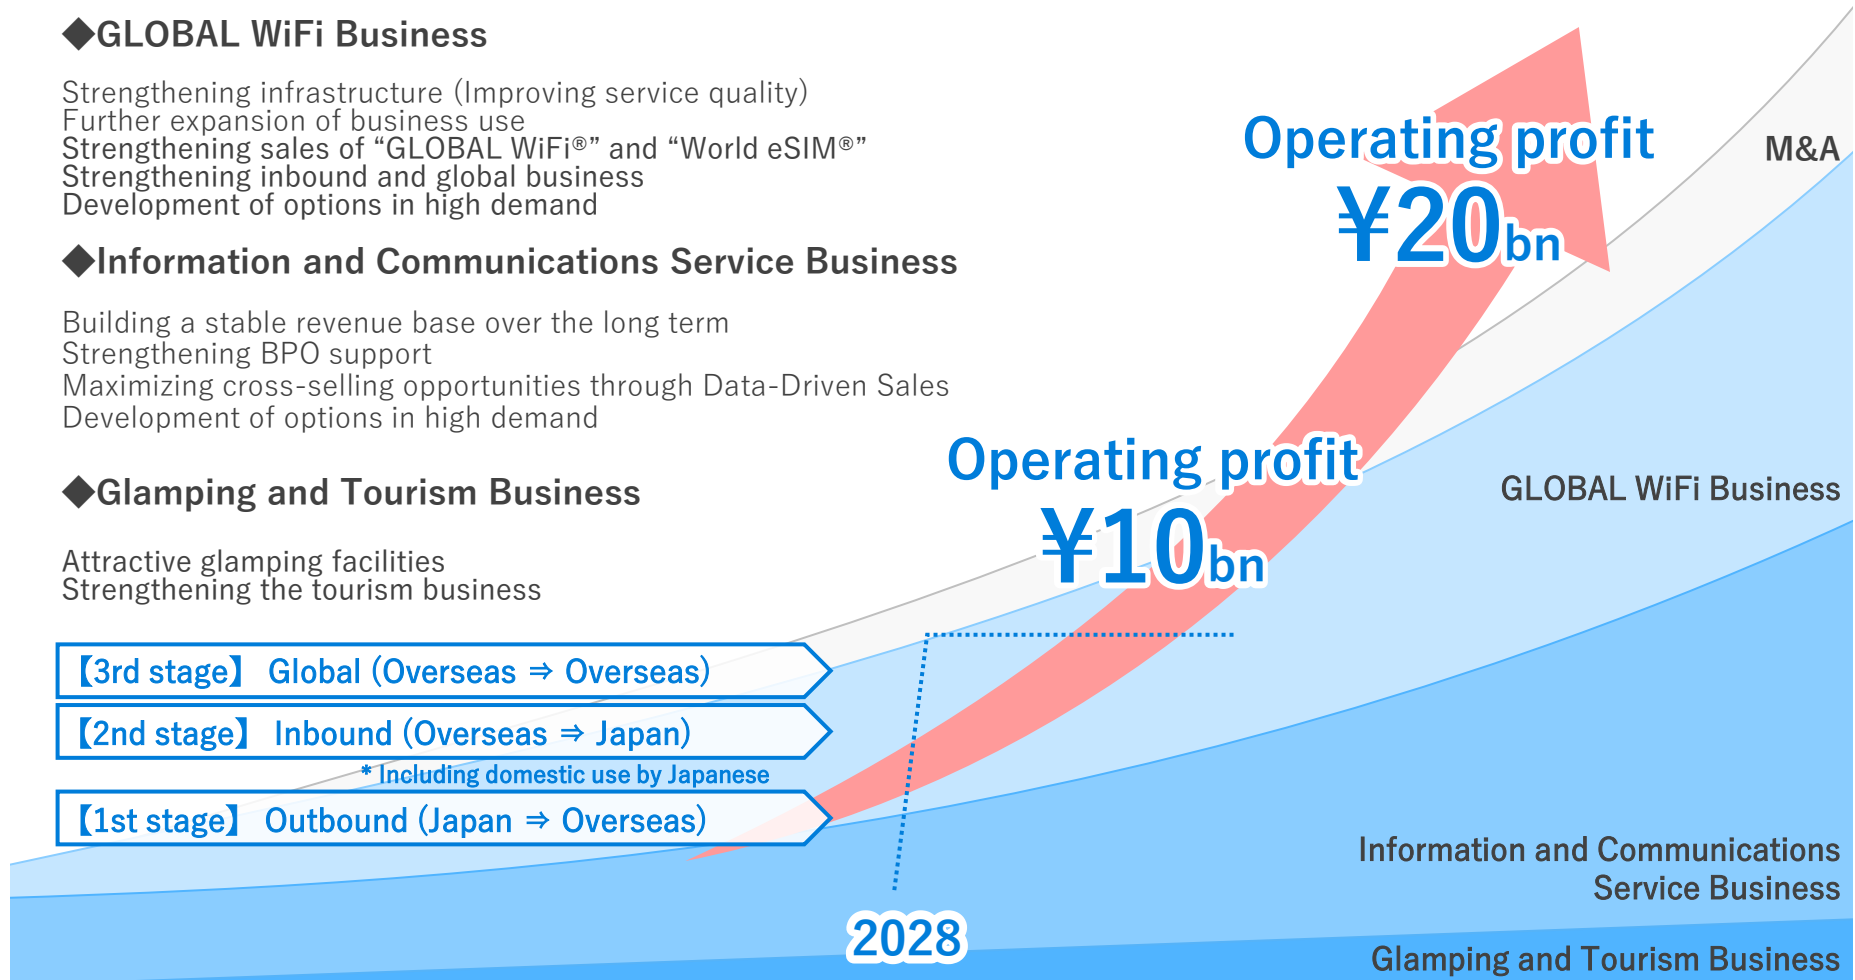 ◆GLOBAL WiFi Business
Strengthening infrastructure (Improving service quality)
Further expansion of business use
Strengthening sales of “GLOBAL WiFi®” and “World eSIM®”
Strengthening inbound and global business
Development of options in high demand
◆Information and Communications Service Business
Building a stable revenue base over the long term
Strengthening BPO support
Maximizing cross-selling opportunities through Data-Driven Sales
Development of options in high demand
◆Glamping and Tourism Business
Attractive glamping facilities
Strengthening the tourism business
【3rd stage】 Global (Overseas ⇒ Overseas)
【2nd stage】 Inbound (Overseas ⇒ Japan)
* Including domestic use by Japanese
【1st stage】 Outbound (Japan ⇒ Overseas)
2028
Operating profit
¥10bn
Operating profit
¥20bn
M&A
GLOBAL WiFi Business
Information and Communications
Service Business
Glamping and Tourism Business